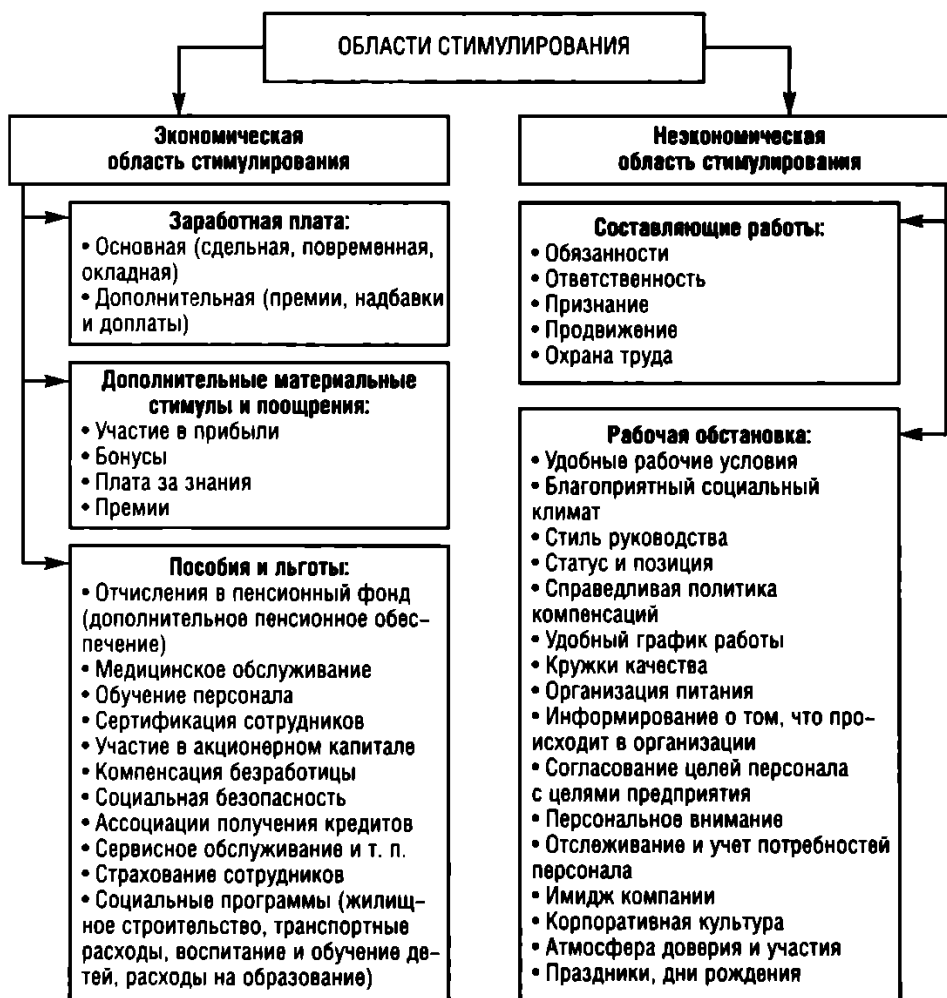 ОБЛАСТИ СТИМУЛИРОВАНИЯ
Экономическая
область стимулирования
Заработная плата:
• Основная (сдельная, повременная,
окладная)
• Дополнительная (премии, надбавки
и доплаты)
Дополнительные материальные
стимулы и поощрения:
• Участие в прибыли
• Бонусы
• Плата за знания
• Премии
Пособия и льготы:
• Отчисления в пенсионный фонд
(дополнительное пенсионное обес-
печение)
• Медицинское обслуживание
• Обучение персонала
• Сертификация сотрудников
• Участие в акционерном капитале
• Компенсация безработицы
• Социальная безопасность
• Ассоциации получения кредитов
• Сервисное обслуживание и т. п.
• Страхование сотрудников
• Социальные программы (жилищ-
ное строительство, транспортные
расходы, воспитание и обучение де-
тей, расходы на образование)
Неэкономическая
область стимулирования
Составляющие работы:
• Обязанности
• Ответственность
• Признание
• Продвижение
• Охрана труда
Рабочая обстановка:
• Удобные рабочие условия
• Благоприятный социальный
климат
• Стиль руководства
• Статус и позиция
• Справедливая политика
компенсаций
• Удобный график работы
• Кружки качества
• Организация питания
• Информирование о том, что про-
исходит в организации
• Согласование целей персонала
с целями предприятия
• Персональное внимание
• Отслеживание и учет потребностей
персонала
• Имидж компании
• Корпоративная культура
• Атмосфера доверия и участия
• Праздники, дни рождения